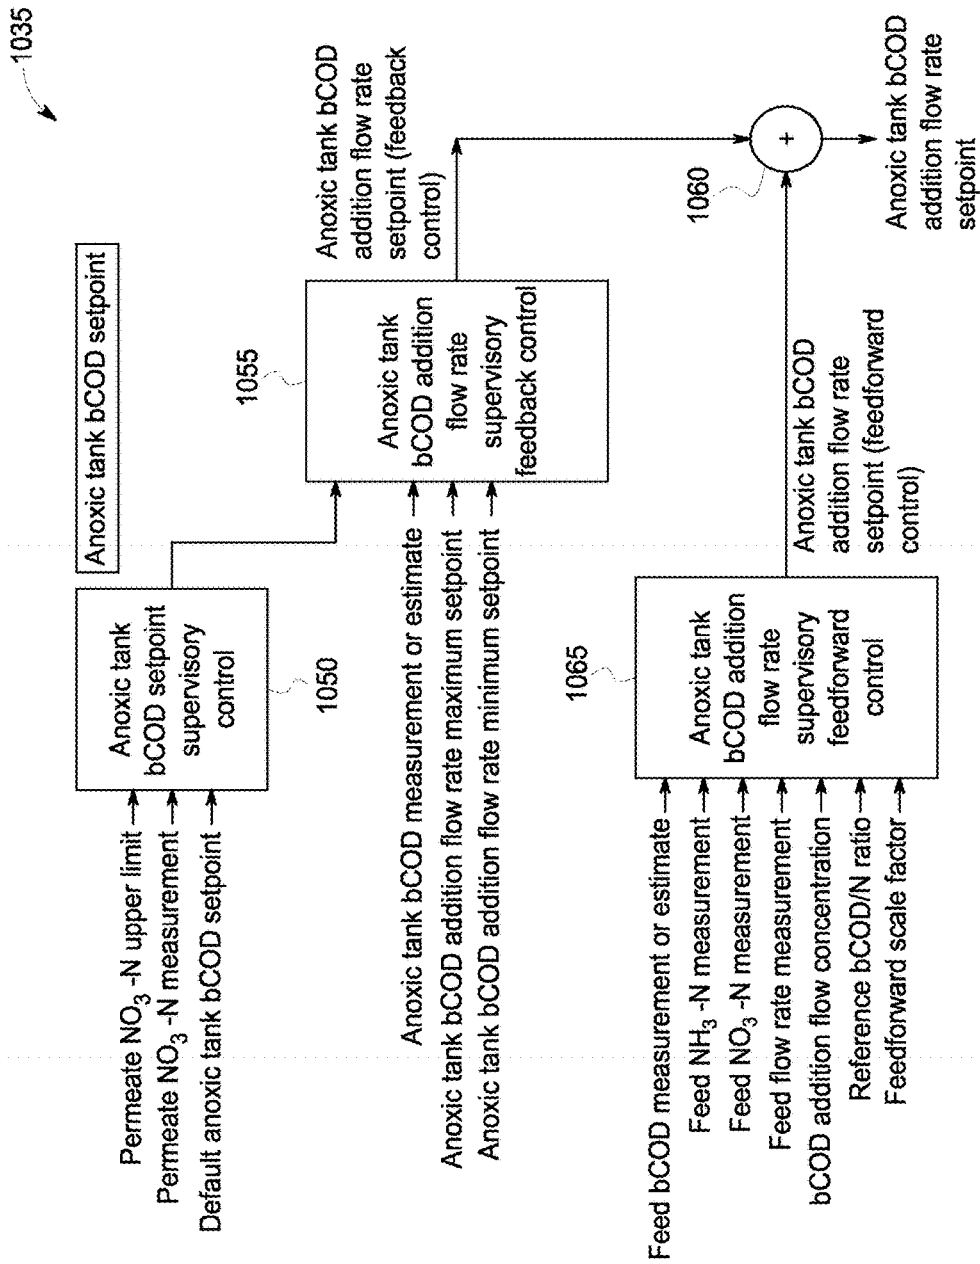 1035
Anoxic tank bCOD setpoint
Permeate NO3 -N upper limit
Permeate NO3 -N measurement
Default anoxic tank bCOD setpoint
Anoxic tank
bCOD setpoint
supervisory
control
1050
Anoxic tank bCOD measurement or estimate
Anoxic tank bCOD addition flow rate maximum setpoint
Anoxic tank bCOD addition flow rate minimum setpoint
1055
Anoxic tank
bCOD addition
flow rate
supervisory
feedback control
Anoxic tank bCOD
addition flow rate
setpoint (feedback
control)
Feed bCOD measurement or estimate
Feed NH3 -N measurement
Feed NO3 -N measurement
Feed flow rate measurement
bCOD addition flow concentration
Reference bCOD/N ratio
Feedforward scale factor
1065
Anoxic tank
bCOD addition
flow rate
supervisory
feedforward
control
Anoxic tank bCOD
addition flow rate
setpoint (feedforward
control)
1060
+
Anoxic tank bCOD
addition flow rate
setpoint